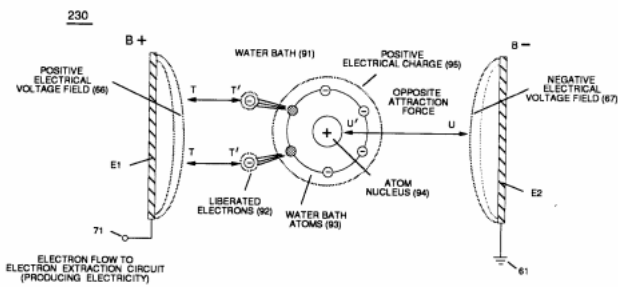 230
B+
POSITIVE
ELECTRICAL
VOLTAGE FIELD (66)
WATER BATH (91)
POSITIVE
ELECTRICAL CHARGE (95)
B-
NEGATIVE
ELECTRICAL
VOLTAGE FIELD (67)
OPPOSITE
ATTRACTION
FORCE
T
T'
U'
U
+
T
T'
E1
E2
LIBERATED
ELECTRONS (92)
WATER BATH
ATOMS (93)
ATOM
NUCLEUS (94)
71
ELECTRON FLOW TO
ELECTRON EXTRACTION CIRCUIT
(PRODUCING ELECTRICITY)
61